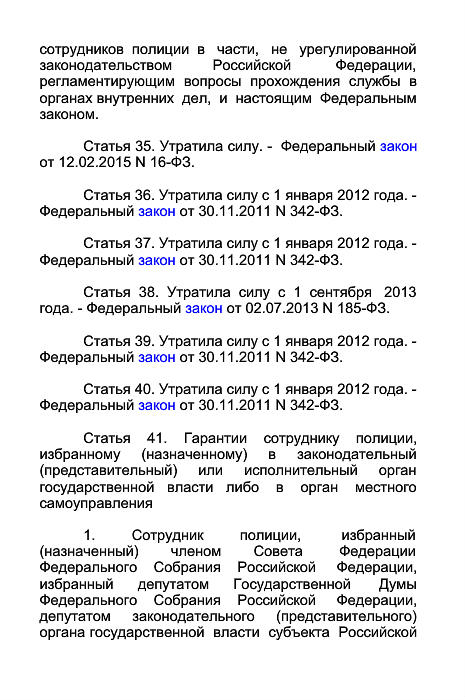 сотрудников полиции в части, не урегулированной
законодательством Российской Федерации,
регламентирующим вопросы прохождения службы в
органах внутренних дел, и настоящим Федеральным
законом.
Статья 35. Утратила силу. - Федеральный закон
от 12.02.2015 N 16-ФЗ.
Статья 36. Утратила силу с 1 января 2012 года. -
Федеральный закон от 30.11.2011 N 342-ФЗ.
Статья 37. Утратила силу с 1 января 2012 года. -
Федеральный закон от 30.11.2011 N 342-ФЗ.
Статья 38. Утратила силу с 1 сентября 2013
года. - Федеральный закон от 02.07.2013 N 185-ФЗ.
Статья 39. Утратила силу с 1 января 2012 года. -
Федеральный закон от 30.11.2011 N 342-ФЗ.
Статья 40. Утратила силу с 1 января 2012 года. -
Федеральный закон от 30.11.2011 N 342-ФЗ.
Статья 41. Гарантии сотруднику полиции,
избранному (назначенному) в законодательный
(представительный) или исполнительный орган
государственной власти либо в орган местного
самоуправления
1. Сотрудник полиции, избранный
(назначенный) членом Совета Федерации
Федерального Собрания Российской Федерации,
избранный депутатом Государственной Думы
Федерального Собрания Российской Федерации,
депутатом законодательного (представительного)
органа государственной власти субъекта Российской